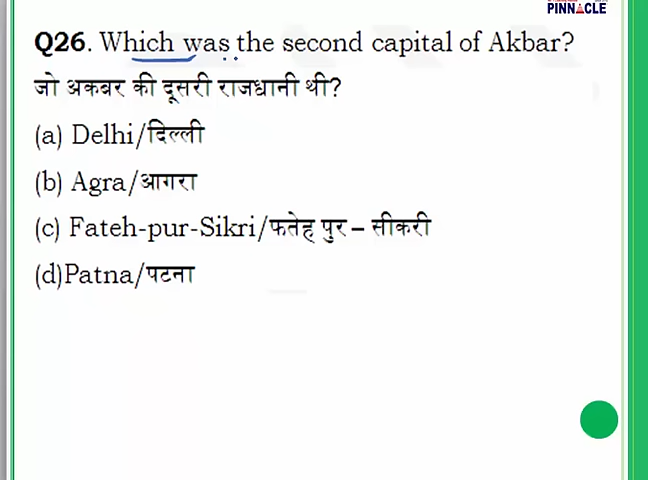 PINNACLE
Q26. Which was the second capital of Akbar?
जो अकबर की दूसरी राजधानी थी?
(a) Delhi/दिल्ली
(b) Agra/आगरा
(c) Fateh-pur-Sikri/फतेह पुर – सीकरी
(d)Patna/पटना